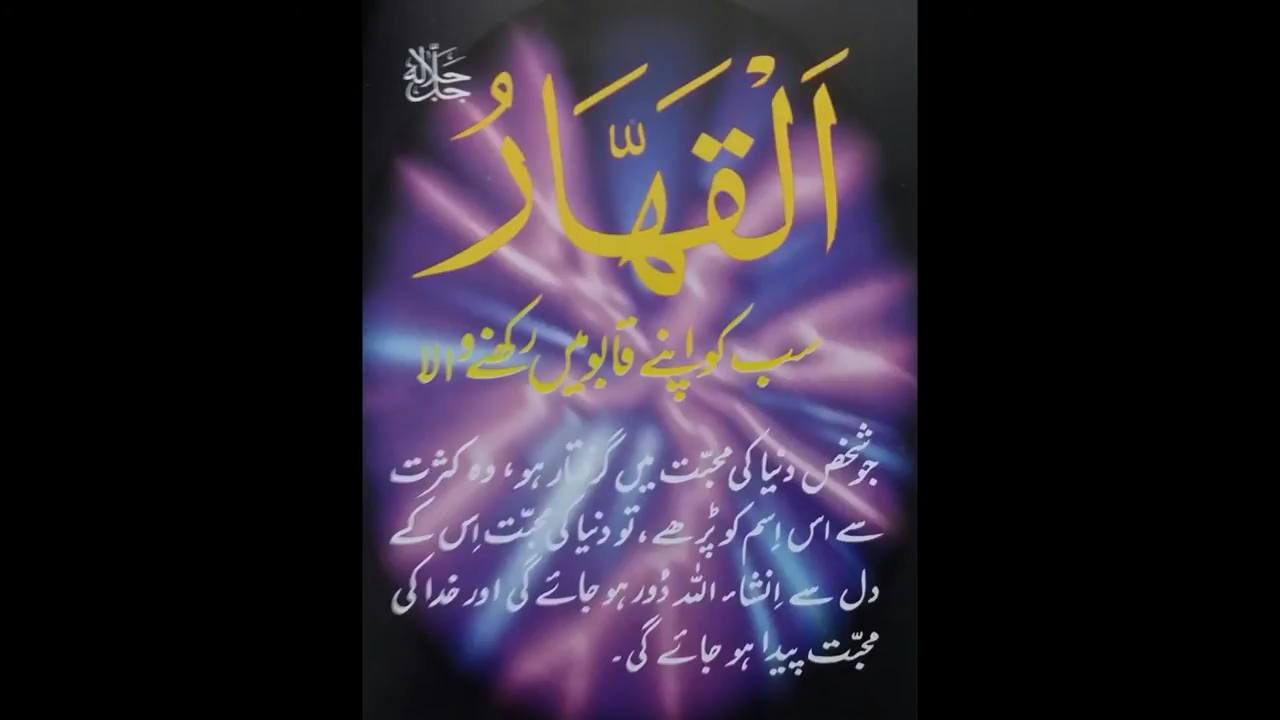 اَلْقَهَّارُ
جَلَّ جَلَالُهٗ
سب کو اپنے قابو میں رکھنے والا
جو شخص دنیا کی محبّت میں گرفتار ہو، وہ کثرت
سے اس اِسم کو پڑھے، تو دنیا کی محبّت اِس کے
دل سے اِنشاء اللہ دُور ہو جائے گی اور خدا کی
محبّت پیدا ہو جائے گی۔